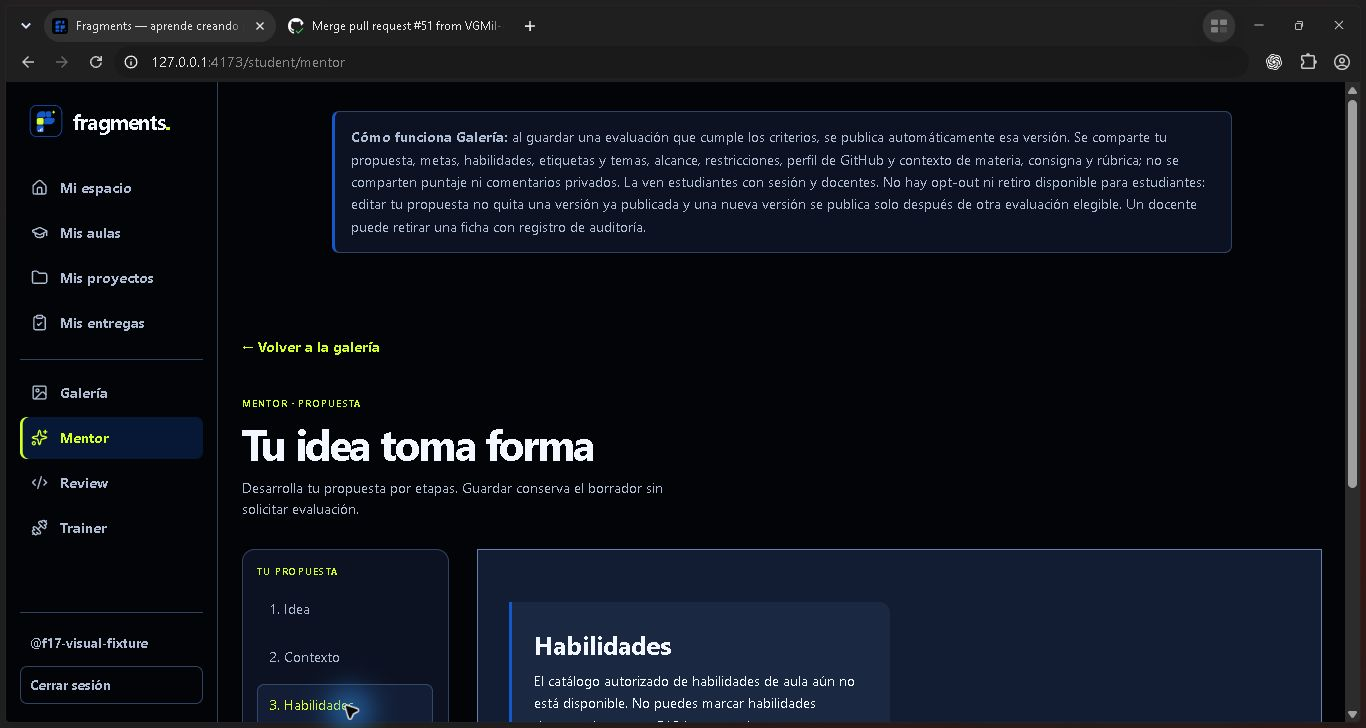 Fragments — aprende creando
Merge pull request #51 from VGMil-
127.0.0.1:4173/student/mentor
fragments.
Mi espacio
Mis aulas
Mis proyectos
Mis entregas
Galería
Mentor
Review
Trainer
@f17-visual-fixture
Cerrar sesión
Cómo funciona Galería: al guardar una evaluación que cumple los criterios, se publica automáticamente esa versión. Se comparte tu
propuesta, metas, habilidades, etiquetas y temas, alcance, restricciones, perfil de GitHub y contexto de materia, consigna y rúbrica; no se
comparten puntaje ni comentarios privados. La ven estudiantes con sesión y docentes. No hay opt-out ni retiro disponible para estudiantes:
editar tu propuesta no quita una versión ya publicada y una nueva versión se publica solo después de otra evaluación elegible. Un docente
puede retirar una ficha con registro de auditoría.
← Volver a la galería
MENTOR · PROPUESTA
Tu idea toma forma
Desarrolla tu propuesta por etapas. Guardar conserva el borrador sin
solicitar evaluación.
TU PROPUESTA
1. Idea
2. Contexto
3. Habilidades
Habilidades
El catálogo autorizado de habilidades de aula aún no
está disponible. No puedes marcar habilidades